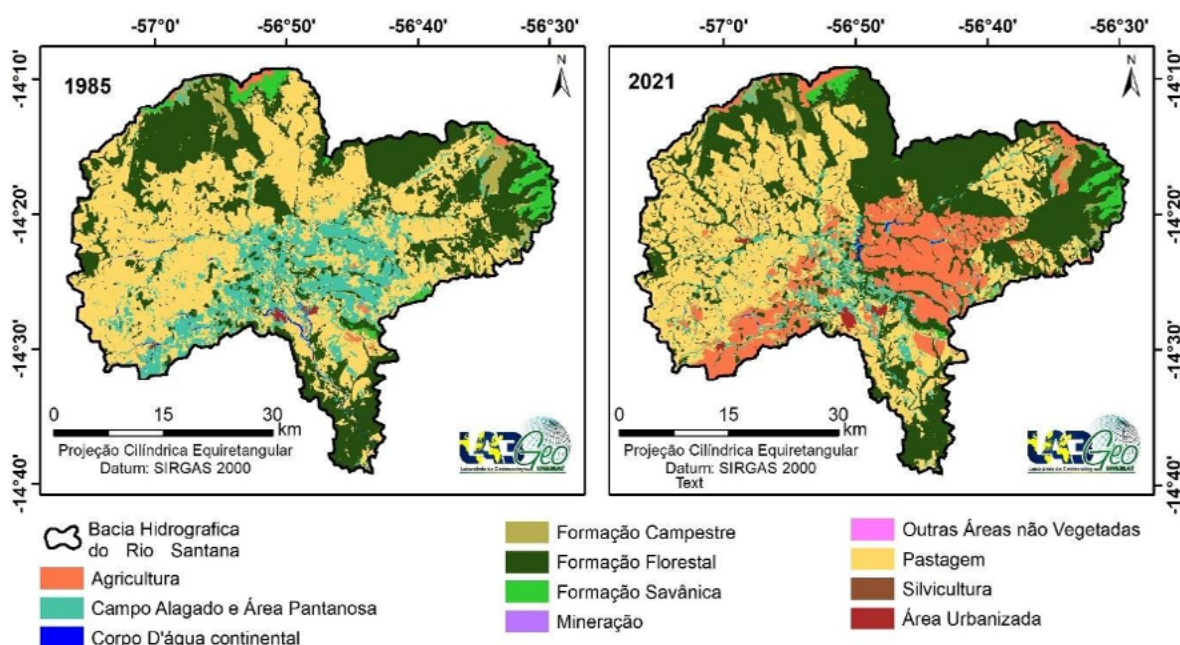 -57°0' -56°50' -56°40' -56°30'
-57°0' -56°50' -56°40' -56°30'
-14°10'
-14°20'
-14°30'
-14°40'
1985
N
0 15 30
km
Projeção Cilíndrica Equiretangular
Datum: SIRGAS 2000
Geo
UNEMAT
2021
N
0 15 30
km
Projeção Cilíndrica Equiretangular
Datum: SIRGAS 2000
Text
Geo
UNEMAT
-14°10'
-14°20'
-14°30'
-14°40'
Bacia Hidrografica
do Rio Santana
Agricultura
Campo Alagado e Área Pantanosa
Corpo D'água continental
Formação Campestre
Formação Florestal
Formação Savânica
Mineração
Outras Áreas não Vegetadas
Pastagem
Silvicultura
Área Urbanizada